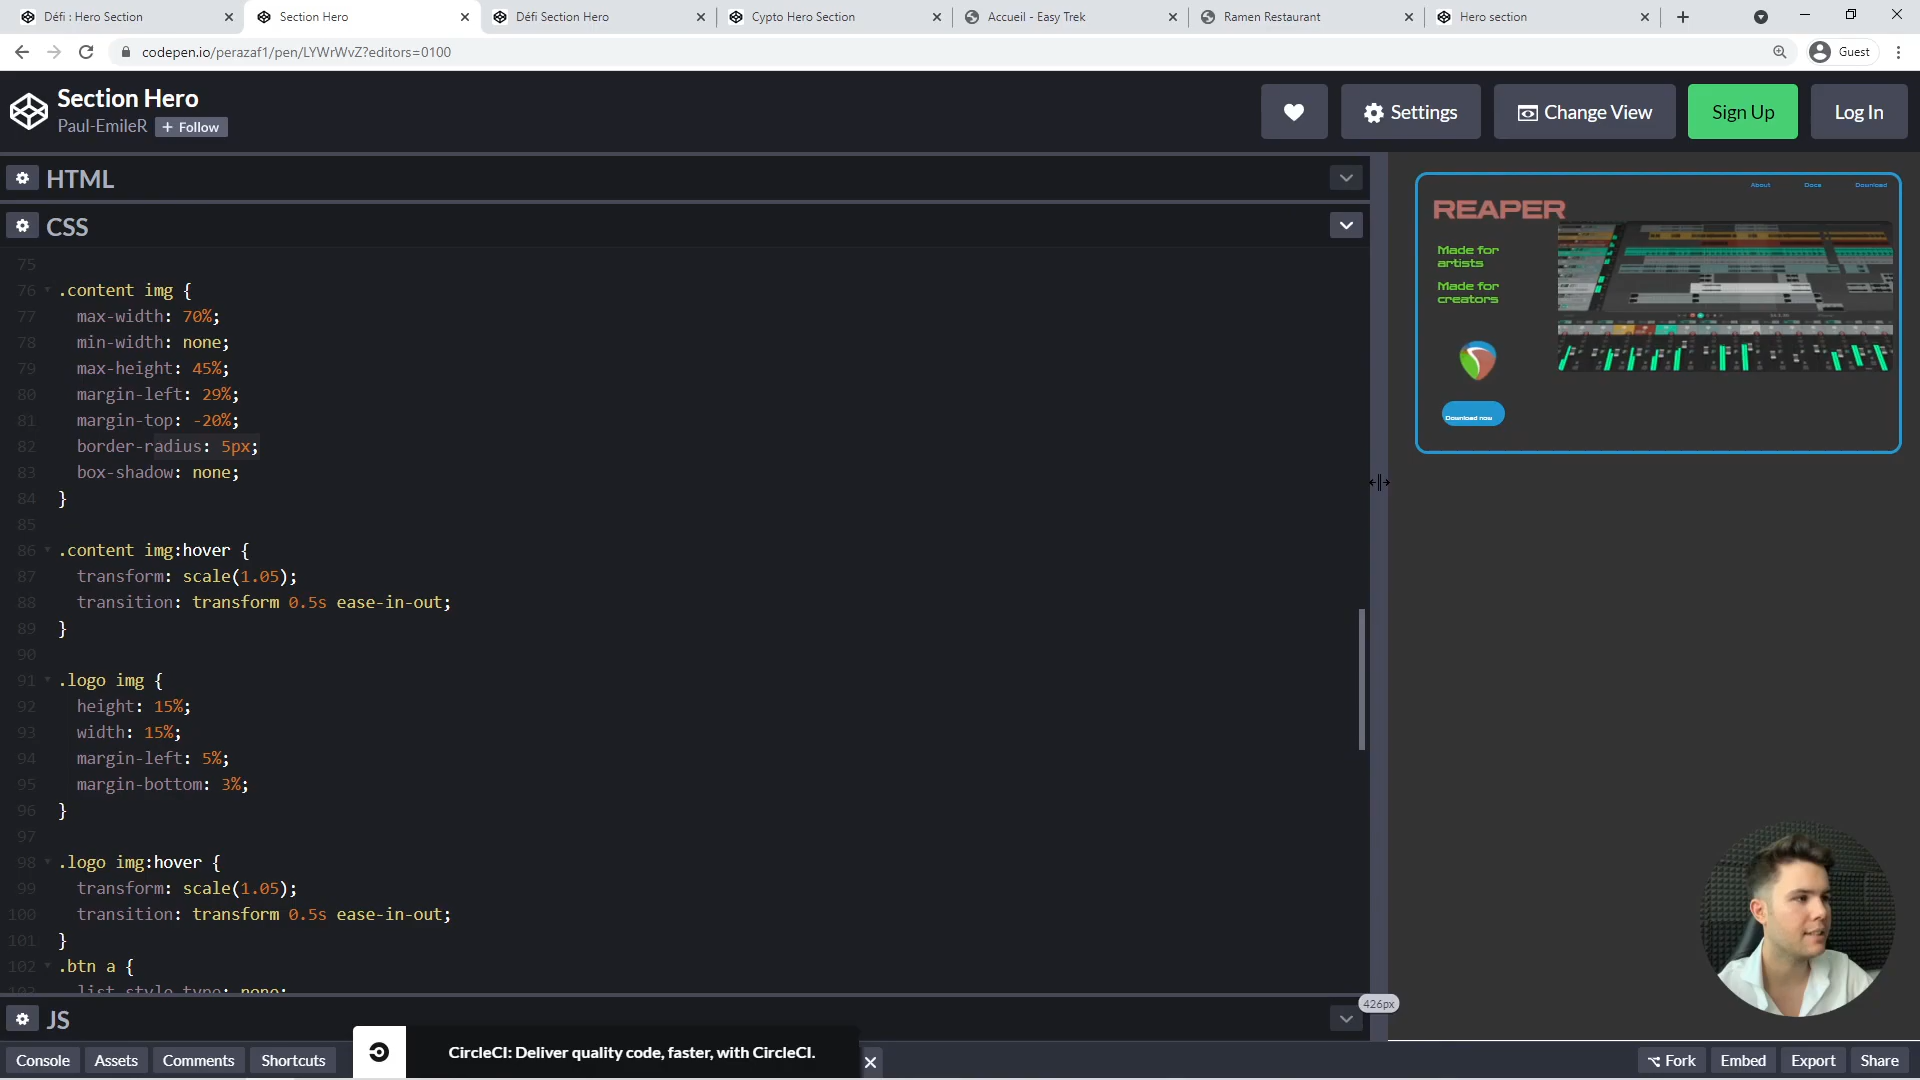 Défi : Hero Section
Section Hero
Défi Section Hero
Cypto Hero Section
Accueil - Easy Trek
Ramen Restaurant
Hero section
codepen.io/perazaf1/pen/LYWrWvZ?editors=0100
Guest
Section Hero
Paul-EmileR + Follow
Settings
Change View
Sign Up
Log In
HTML
CSS
75
76 .content img {
77 max-width: 70%;
78 min-width: none;
79 max-height: 45%;
80 margin-left: 29%;
81 margin-top: -20%;
82 border-radius: 5px;
83 box-shadow: none;
84 }
85
86 .content img:hover {
87 transform: scale(1.05);
88 transition: transform 0.5s ease-in-out;
89 }
90
91 .logo img {
92 height: 15%;
93 width: 15%;
94 margin-left: 5%;
95 margin-bottom: 3%;
96 }
97
98 .logo img:hover {
99 transform: scale(1.05);
100 transition: transform 0.5s ease-in-out;
101 }
102 .btn a {
103 list-style-type: none;
About Docs Download
REAPER
Made for
artists
Made for
creators
Download now
426px
JS
Console
Assets
Comments
Shortcuts
CircleCI: Deliver quality code, faster, with CircleCI.
Fork
Embed
Export
Share